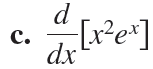 c. d/dx [x²eˣ]